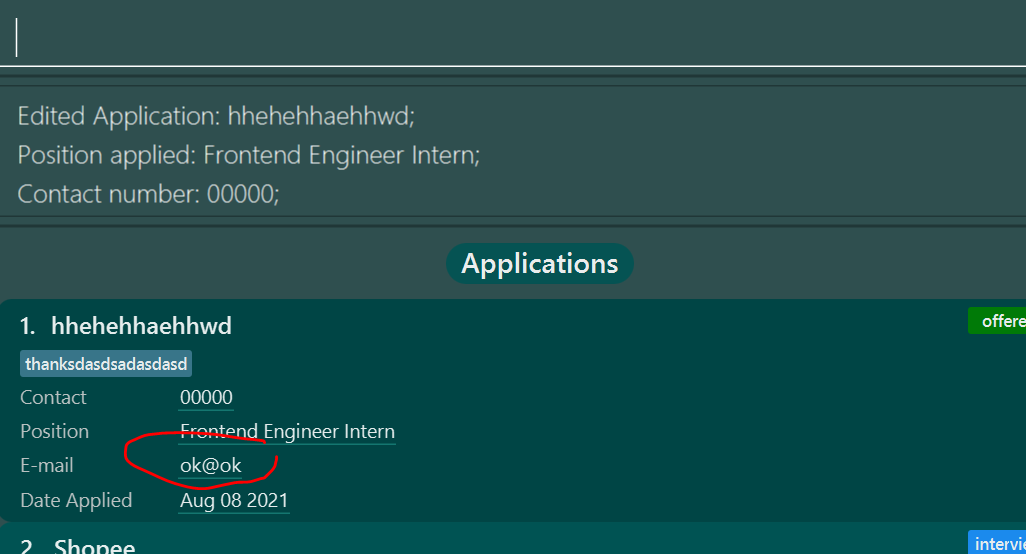 Edited Application: hhehehhaehhwd;
Position applied: Frontend Engineer Intern;
Contact number: 00000;
Applications
1. hhehehhaehhwd
offere
thanksdasdsadasdasd
Contact 00000
Position Frontend Engineer Intern
E-mail ok@ok
Date Applied Aug 08 2021
2. Shopee
intervie